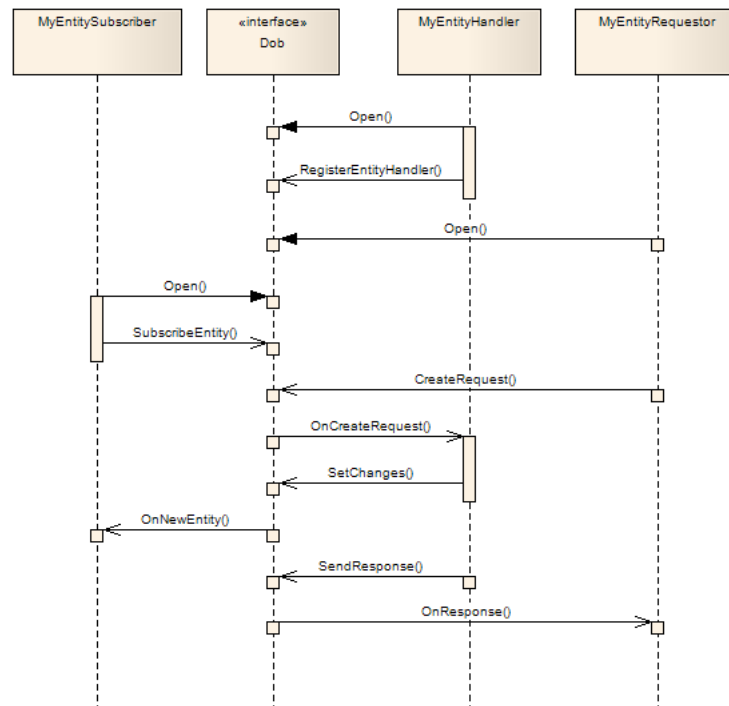 MyEntitySubscriber
«interface»
Dob
MyEntityHandler
MyEntityRequestor
Open()
RegisterEntityHandler()
Open()
Open()
SubscribeEntity()
CreateRequest()
OnCreateRequest()
SetChanges()
OnNewEntity()
SendResponse()
OnResponse()